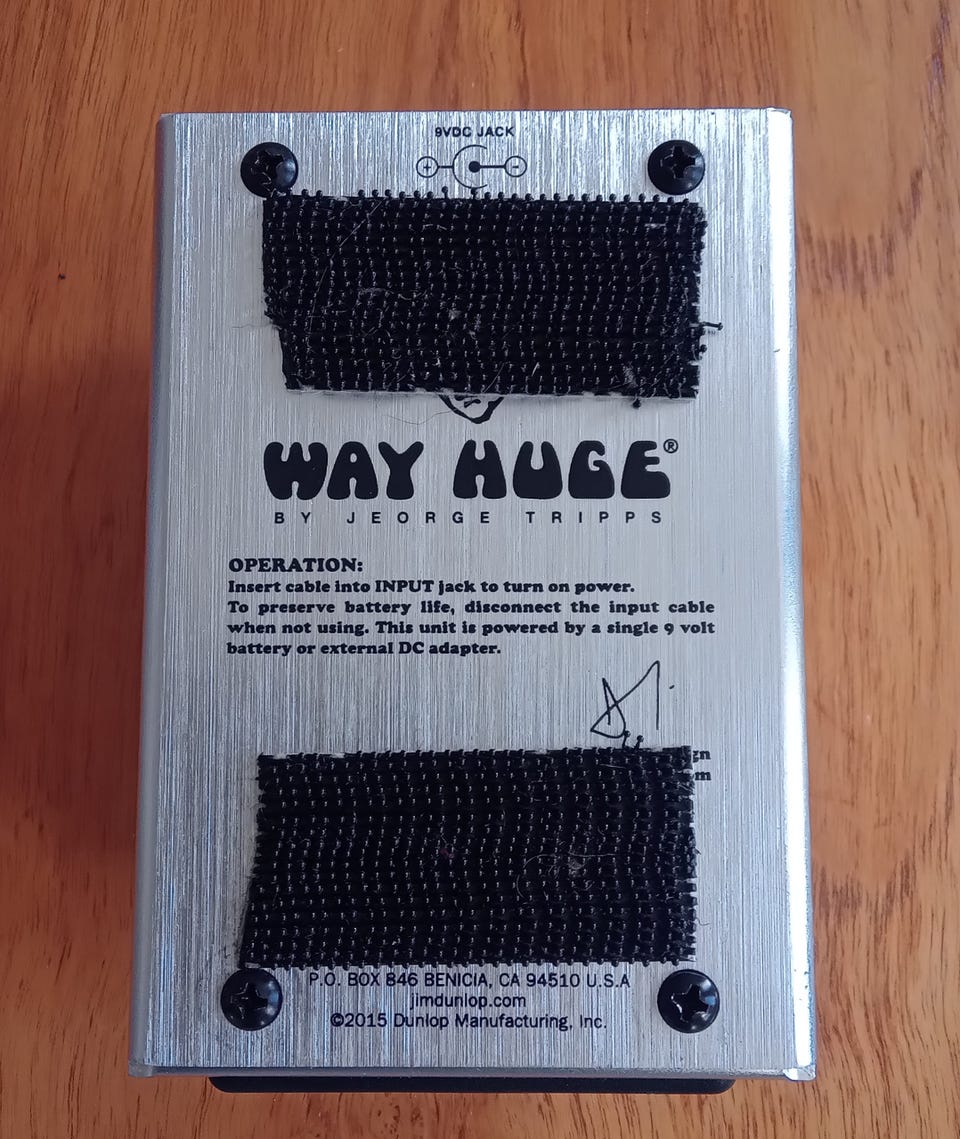 9VDC JACK
WAY HUGE®
BY JEORGE TRIPPS
OPERATION:
Insert cable into INPUT jack to turn on power.
To preserve battery life, disconnect the input cable
when not using. This unit is powered by a single 9 volt
battery or external DC adapter.
P.O. BOX 846 BENICIA, CA 94510 U.S.A
jimdunlop.com
©2015 Dunlop Manufacturing, Inc.